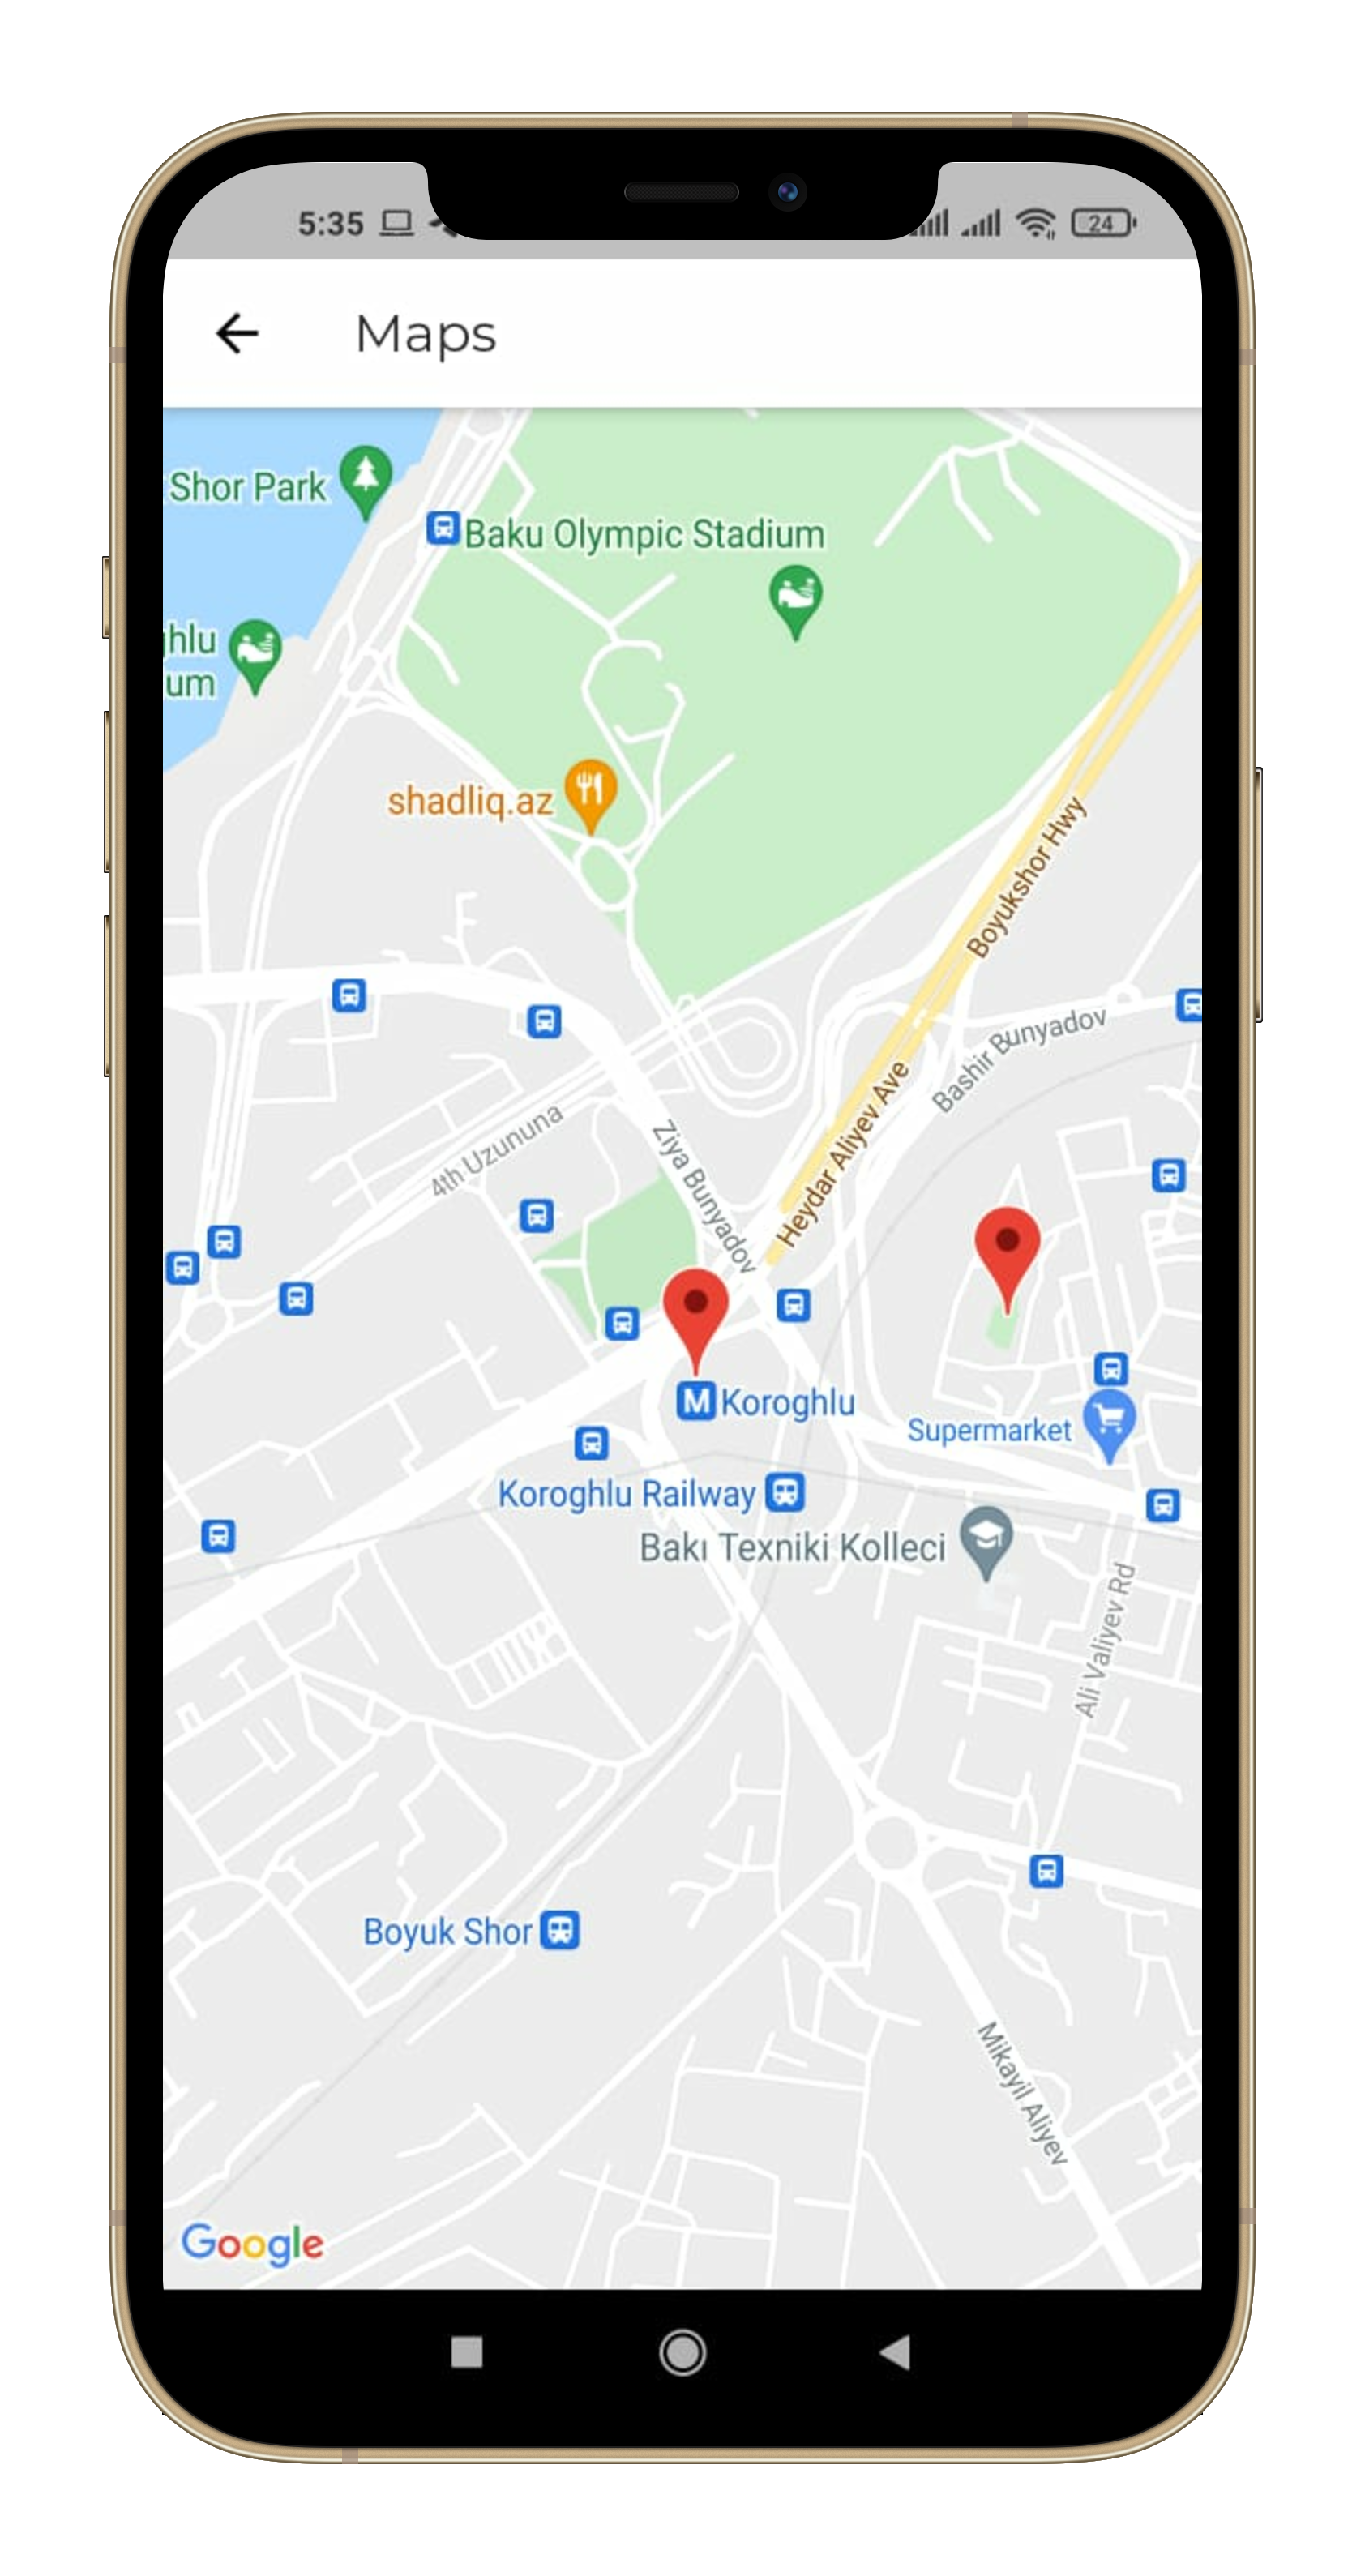 5:35
24
Maps
Shor Park
Baku Olympic Stadium
hlu
um
shadliq.az
Boyukshor Hwy
Bashir Bunyadov
Heydar Aliyev Ave
4th Uzununa
Ziya Bunyadov
M Koroghlu
Supermarket
Koroghlu Railway
Bakı Texniki Kolleci
Ali Valiyev Rd
Boyuk Shor
Mikayil Aliyev
Google